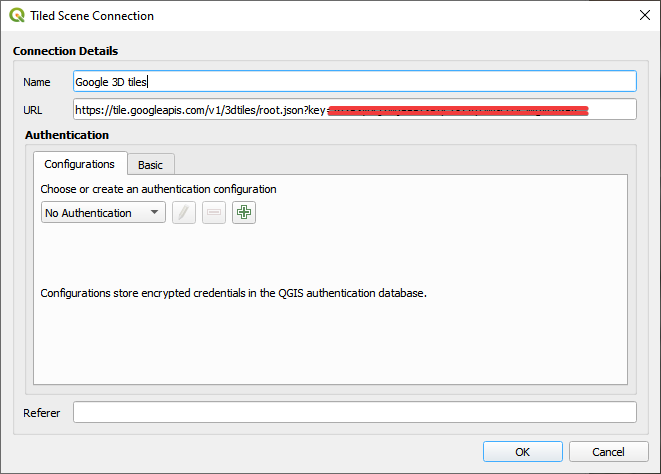 Tiled Scene Connection
Connection Details
Name Google 3D tiles
URL https://tile.googleapis.com/v1/3dtiles/root.json?key=
Authentication
Configurations Basic
Choose or create an authentication configuration
No Authentication
Configurations store encrypted credentials in the QGIS authentication database.
Referer
OK Cancel